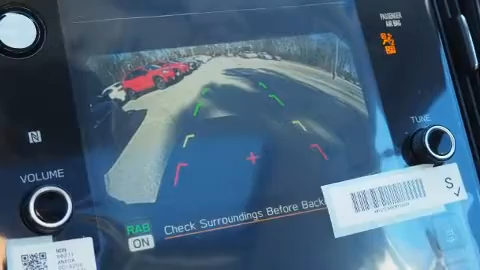 PASSENGER
AIR BAG
VOLUME
TUNE
RAB
ON
Check Surroundings Before Back
S